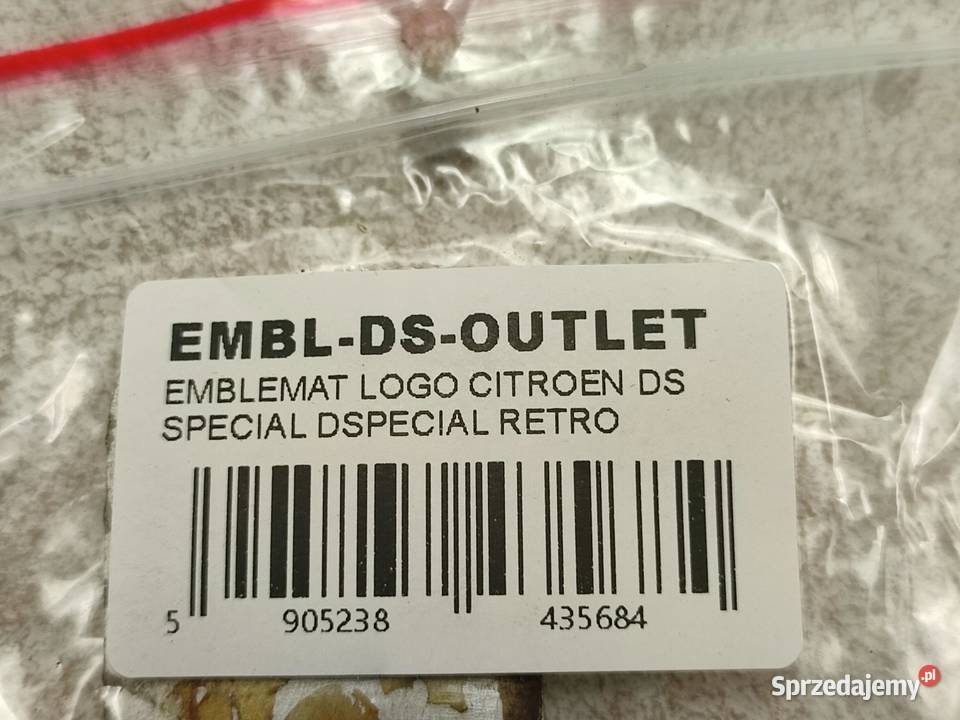 EMBL-DS-OUTLET
EMBLEMAT LOGO CITROEN DS
SPECIAL DSPECIAL RETRO
5 905238 435684
Sprzedajemy.pl